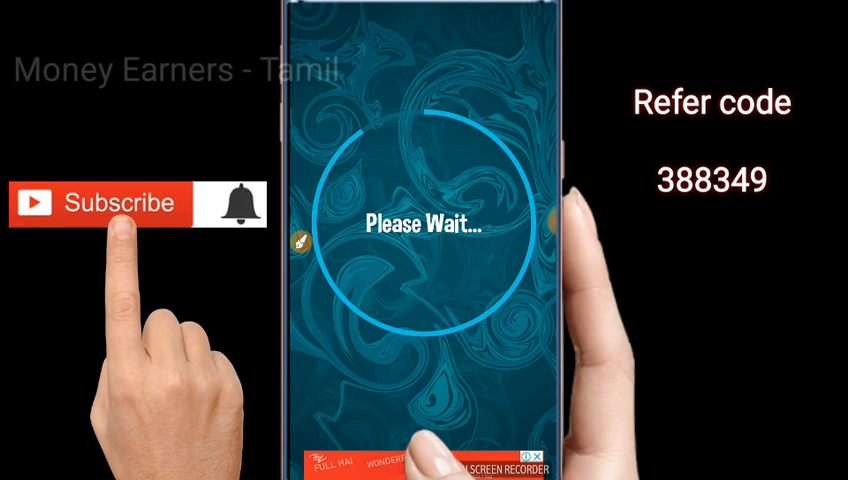 Money Earners - Tamil
Refer code
388349
Subscribe
Please Wait...
FULL HAI
SCREEN RECORDER